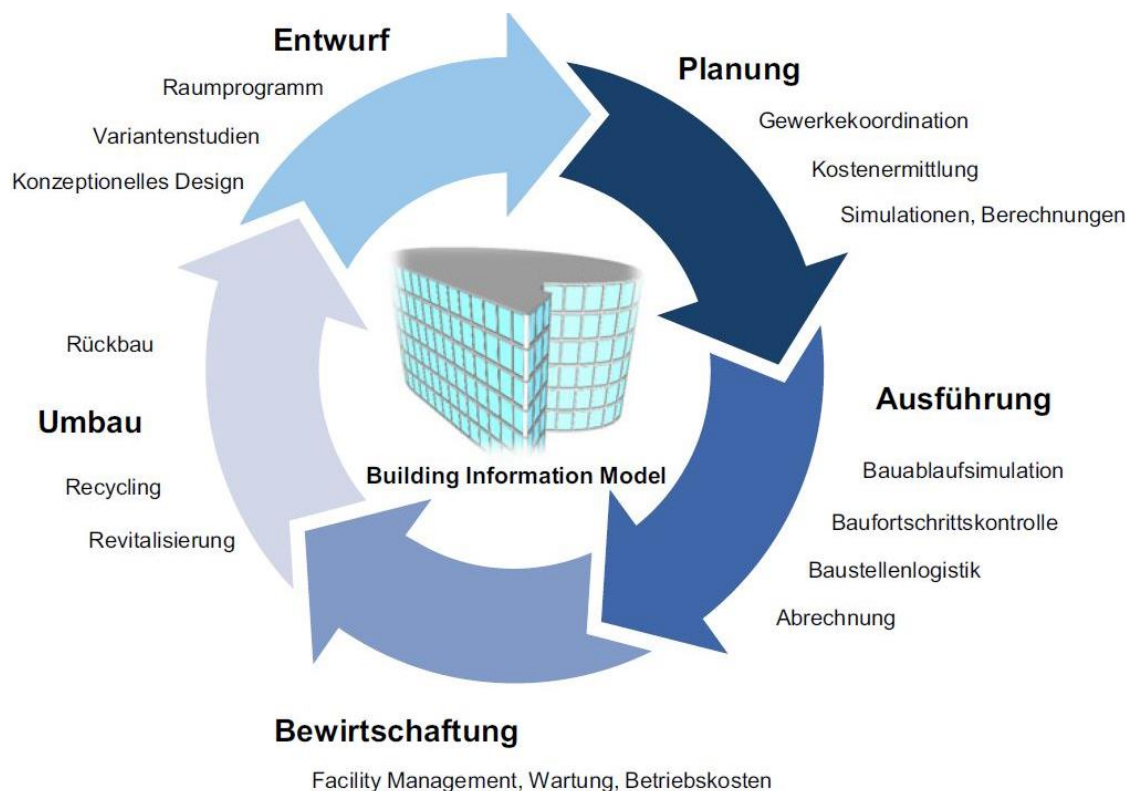 Entwurf
Raumprogramm
Variantenstudien
Konzeptionelles Design
Planung
Gewerkekoordination
Kostenermittlung
Simulationen, Berechnungen
Ausführung
Bauablaufsimulation
Baufortschrittskontrolle
Baustellenlogistik
Abrechnung
Bewirtschaftung
Facility Management, Wartung, Betriebskosten
Rückbau
Umbau
Recycling
Revitalisierung
Building Information Model